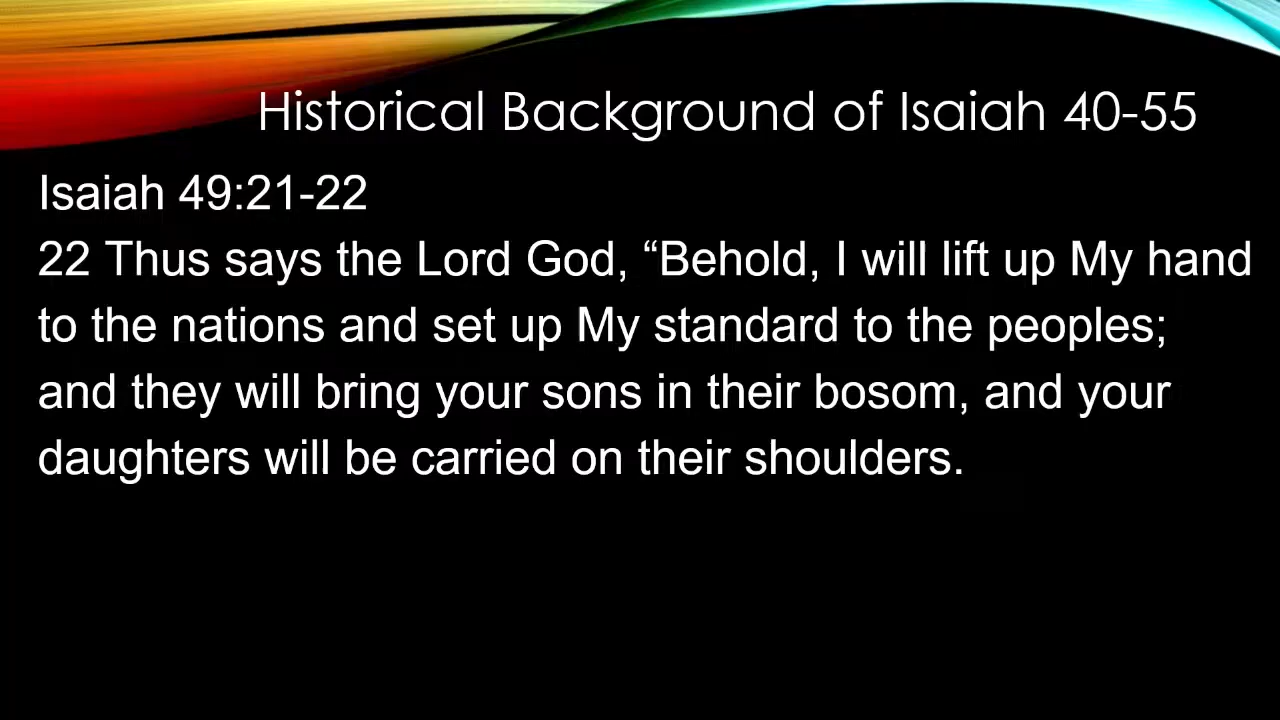 Historical Background of Isaiah 40-55
Isaiah 49:21-22
22 Thus says the Lord God, “Behold, I will lift up My hand
to the nations and set up My standard to the peoples;
and they will bring your sons in their bosom, and your
daughters will be carried on their shoulders.